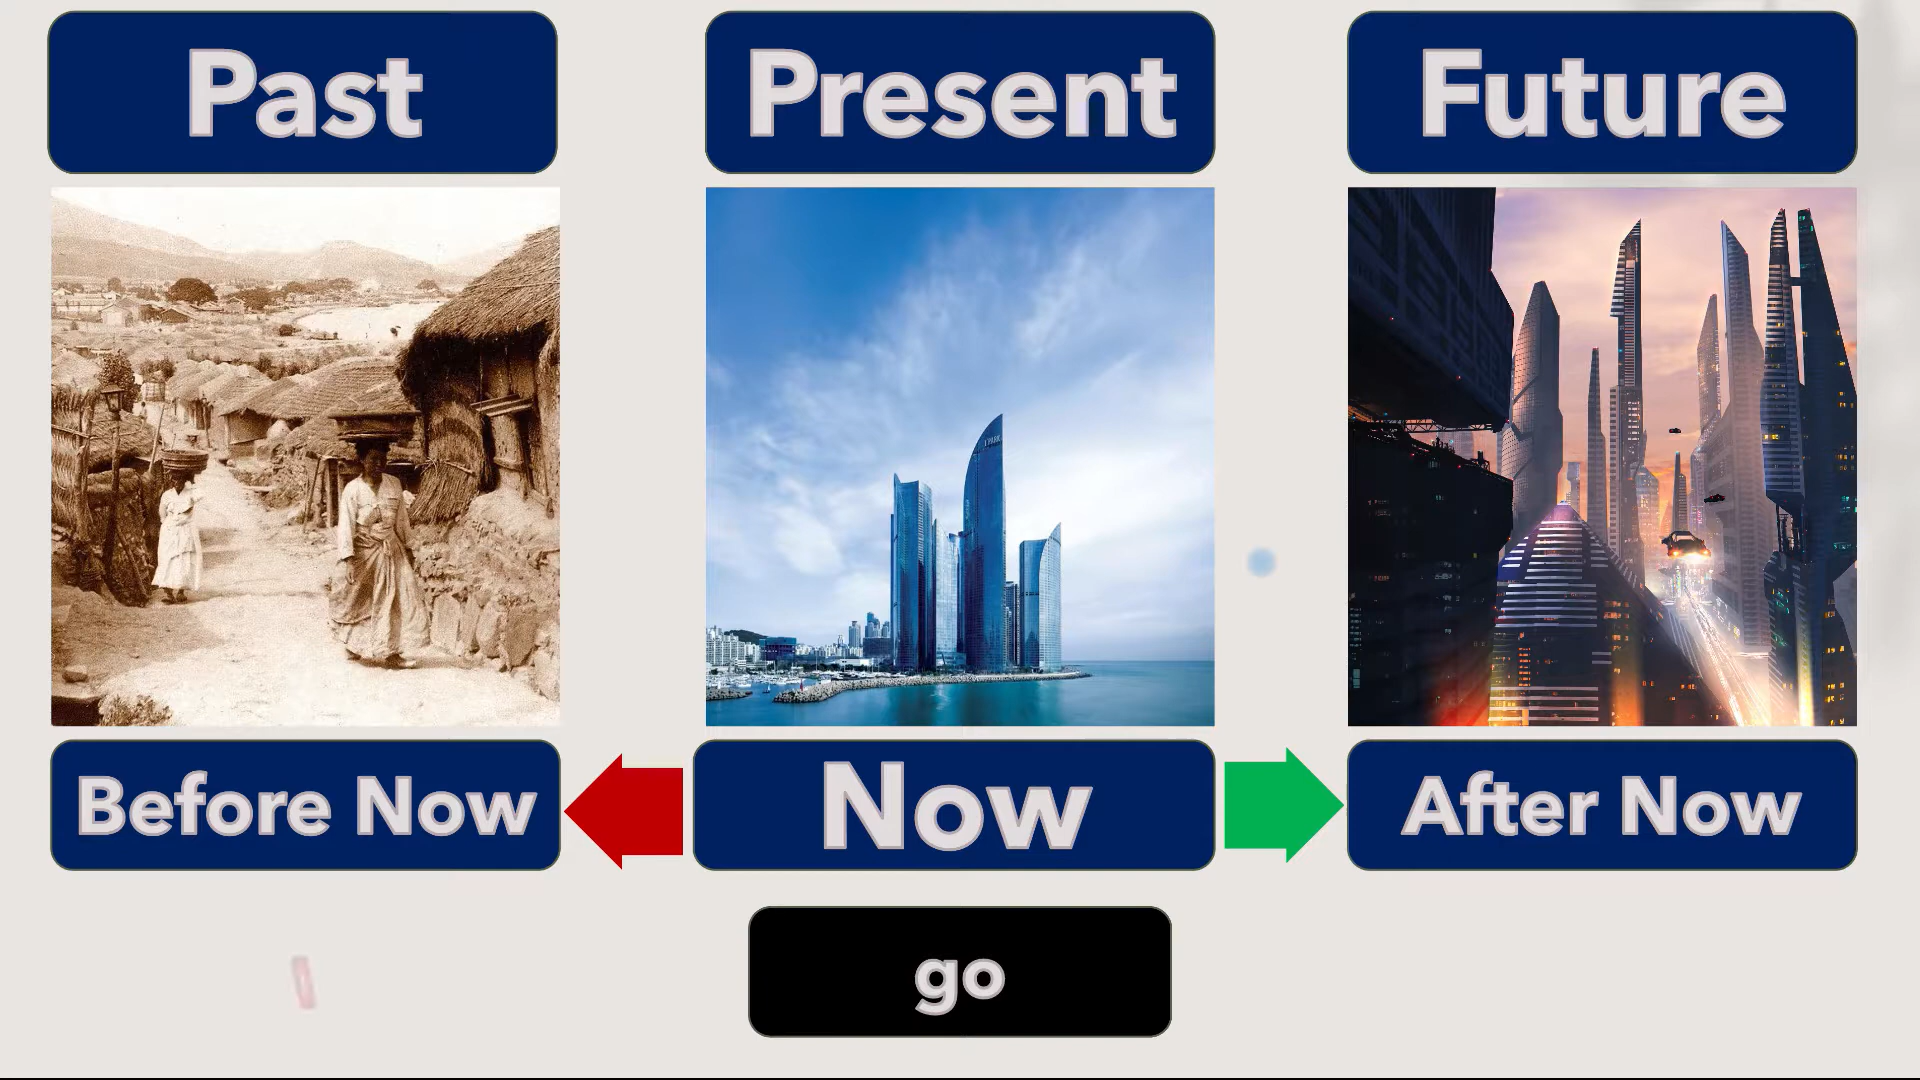 Past
Present
Future
Before Now
Now
After Now
go